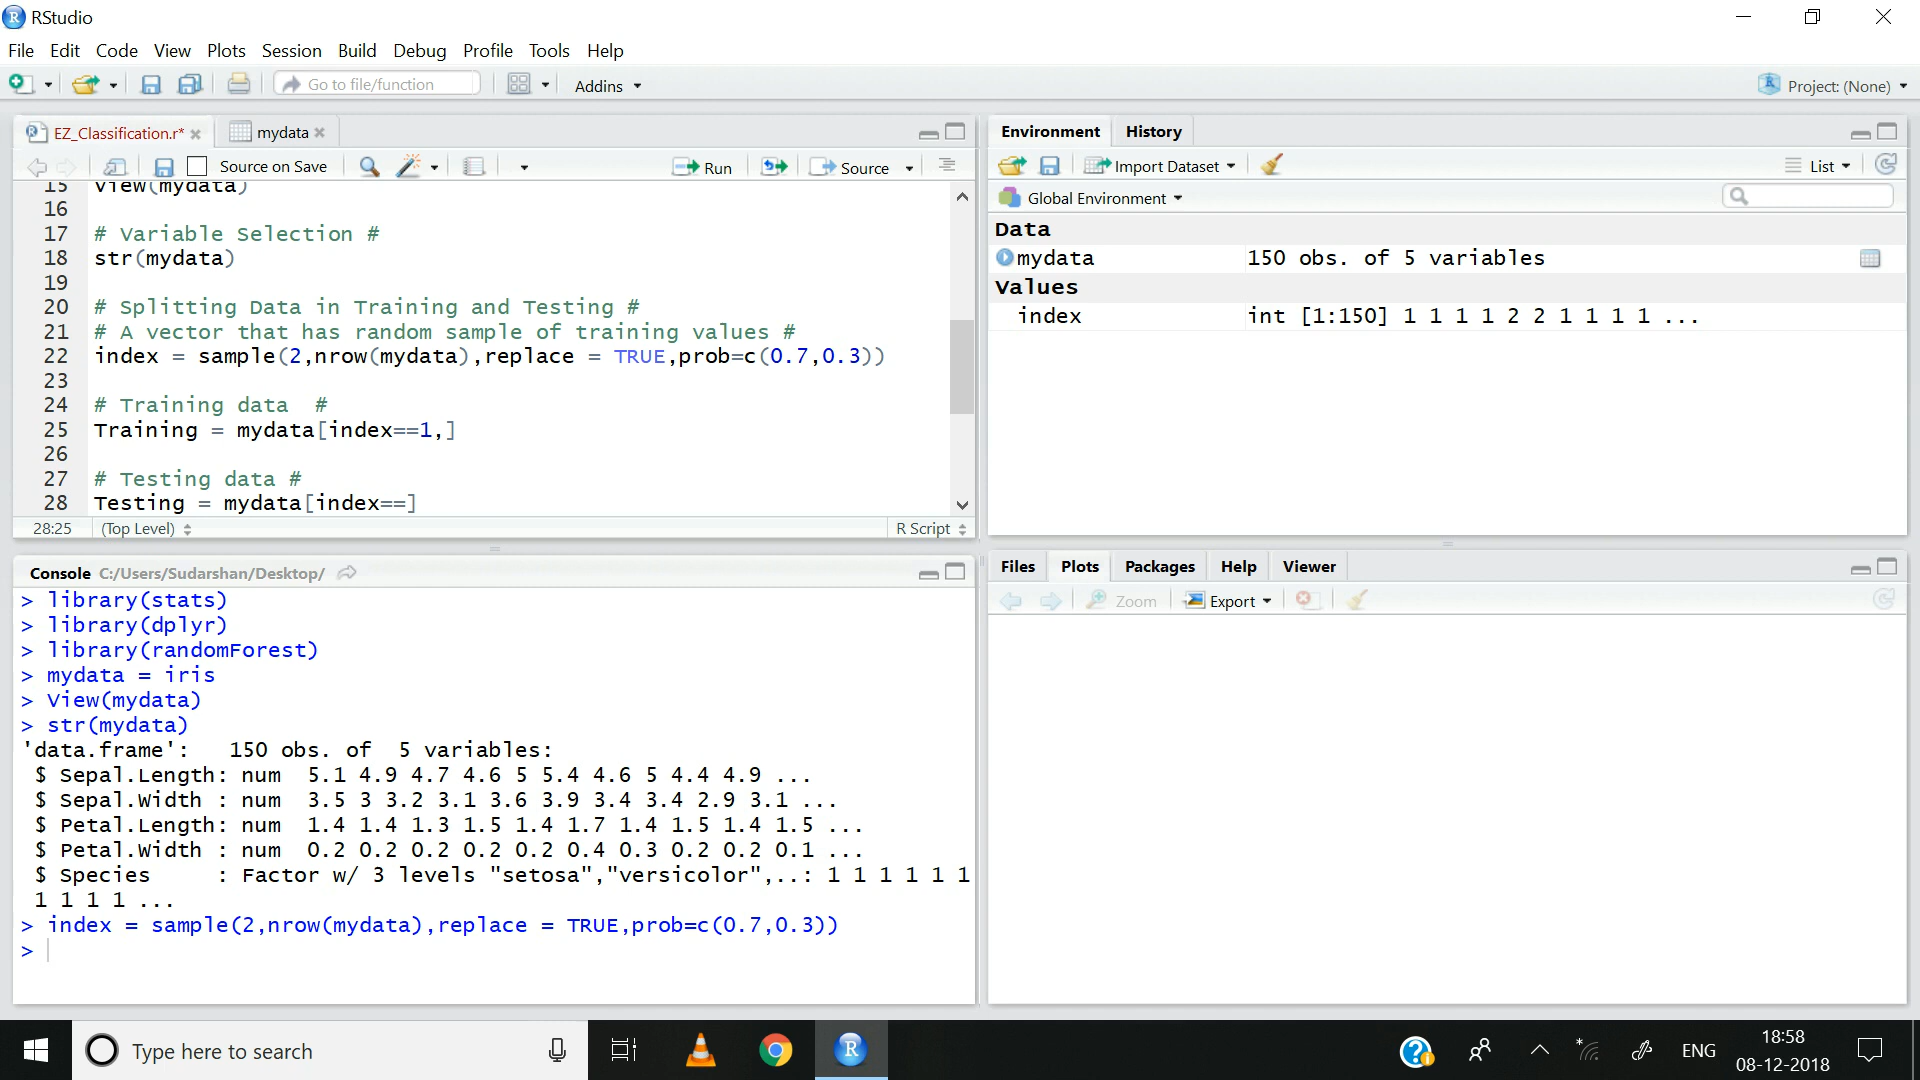 RStudio
File Edit Code View Plots Session Build Debug Profile Tools Help
Go to file/function Addins Project: (None)
EZ_Classification.r* mydata
Source on Save Run Source
15 View(mydata)
16
17 # Variable Selection #
18 str(mydata)
19
20 # Splitting Data in Training and Testing #
21 # A vector that has random sample of training values #
22 index = sample(2,nrow(mydata),replace = TRUE,prob=c(0.7,0.3))
23
24 # Training data  #
25 Training = mydata[index==1,]
26
27 # Testing data #
28 Testing = mydata[index==]
28:25 (Top Level) R Script
Console C:/Users/Sudarshan/Desktop/
> library(stats)
> library(dplyr)
> library(randomForest)
> mydata = iris
> View(mydata)
> str(mydata)
'data.frame':   150 obs. of  5 variables:
$ Sepal.Length: num  5.1 4.9 4.7 4.6 5 5.4 4.6 5 4.4 4.9 ...
$ Sepal.Width : num  3.5 3 3.2 3.1 3.6 3.9 3.4 3.4 2.9 3.1 ...
$ Petal.Length: num  1.4 1.4 1.3 1.5 1.4 1.7 1.4 1.5 1.4 1.5 ...
$ Petal.Width : num  0.2 0.2 0.2 0.2 0.2 0.4 0.3 0.2 0.2 0.1 ...
$ Species     : Factor w/ 3 levels "setosa","versicolor",..: 1 1 1 1 1 1
1 1 1 1 ...
> index = sample(2,nrow(mydata),replace = TRUE,prob=c(0.7,0.3))
>
Environment History
Import Dataset List
Global Environment
Data
mydata 150 obs. of 5 variables
Values
index int [1:150] 1 1 1 1 2 2 1 1 1 1 ...
Files Plots Packages Help Viewer
Zoom Export
Type here to search
ENG
18:58
08-12-2018